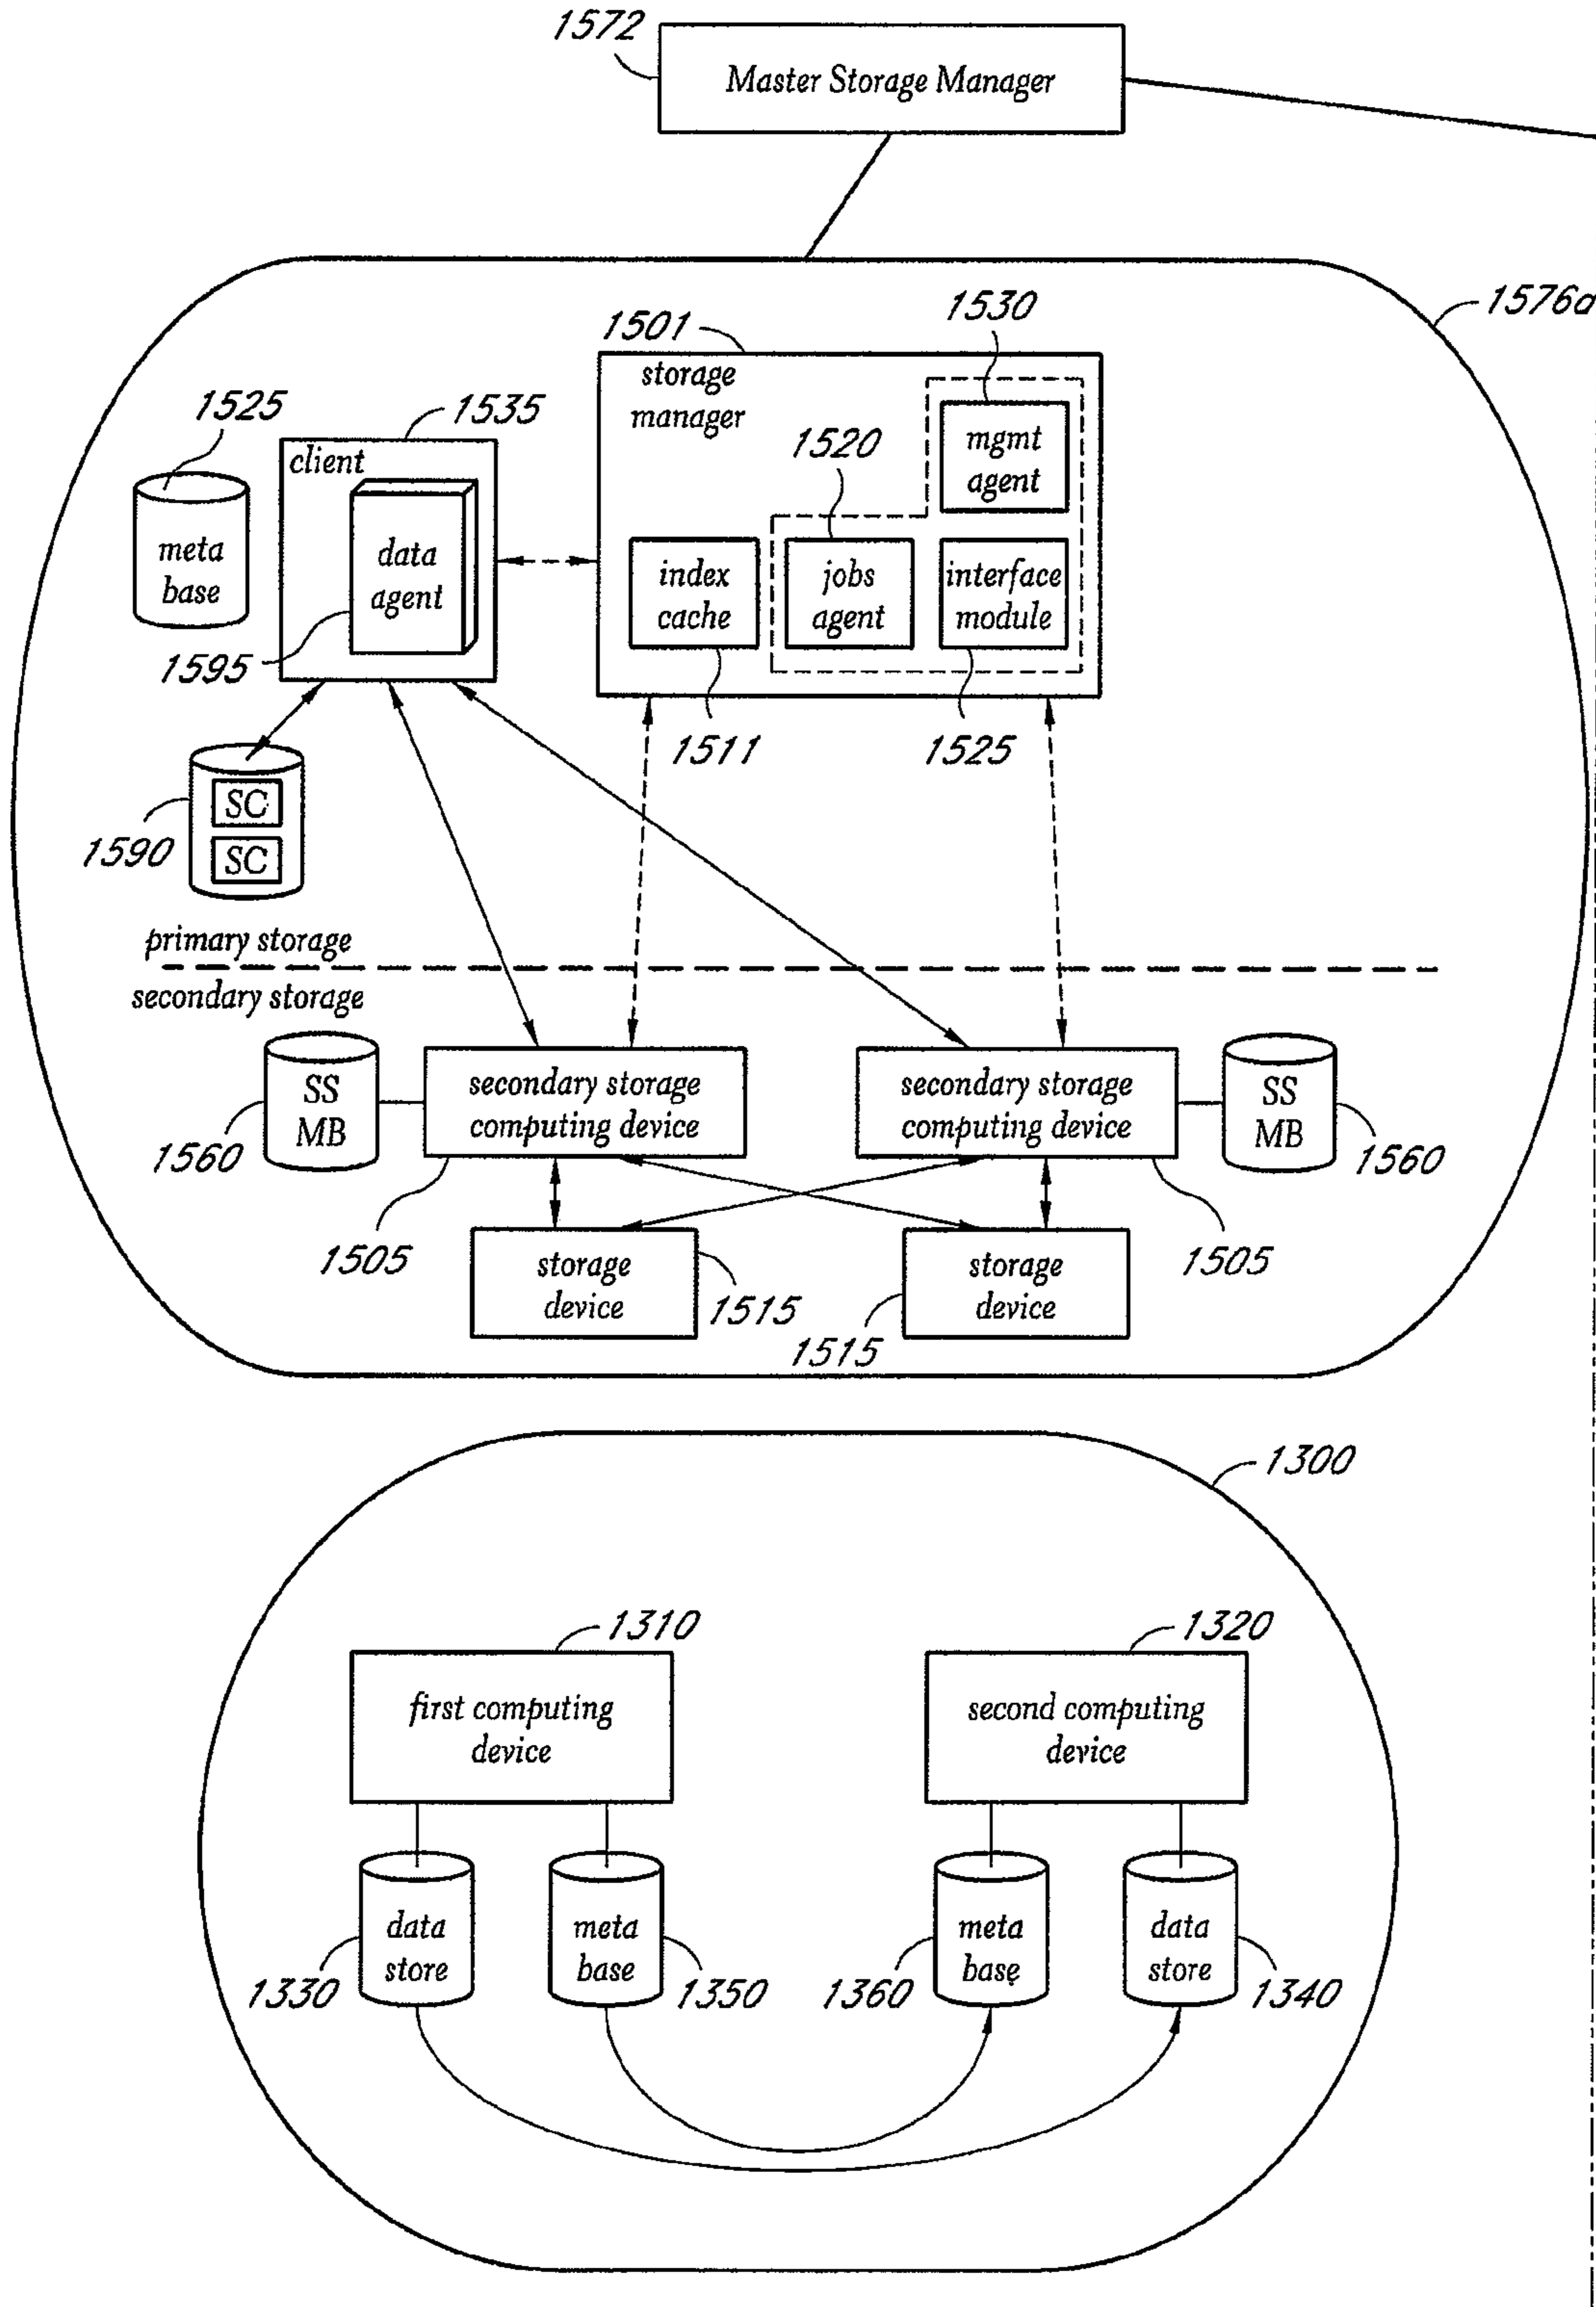 1572
Master Storage Manager
1576a
1530
1501
storage
manager
1525
1535
1520
mgmt
agent
client
meta
base
data
agent
index
cache
jobs
agent
interface
module
1595
1511
1525
SC
SC
1590
primary storage
secondary storage
SS
MB
secondary storage
computing device
secondary storage
computing device
SS
MB
1560
1560
1505
storage
device
1515
storage
device
1505
1515
1300
1310
1320
first computing
device
second computing
device
data
store
meta
base
meta
base
data
store
1330
1350
1360
1340